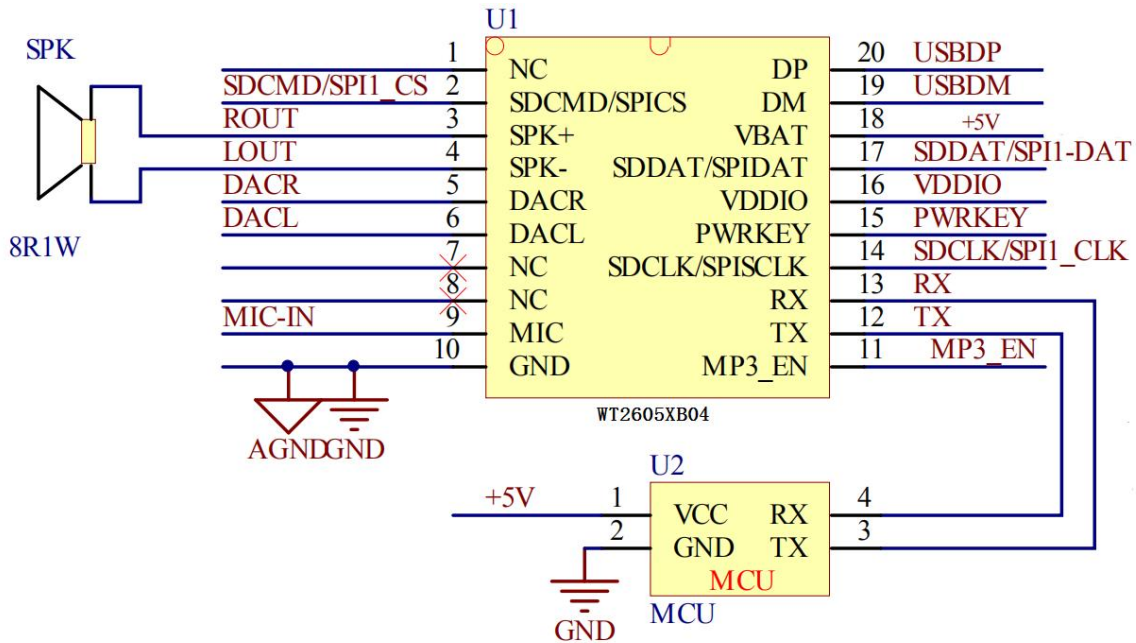 U1
SPK
8R1W
1 NC
SDCMD/SPI1_CS 2 SDCMD/SPICS
ROUT 3 SPK+
LOUT 4 SPK-
DACR 5 DACR
DACL 6 DACL
7 NC
8 NC
MIC-IN 9 MIC
10 GND
AGND GND
DP 20 USBDP
DM 19 USBDM
VBAT 18 +5V
SDDAT/SPIDAT 17 SDDAT/SPI1-DAT
VDDIO 16 VDDIO
PWRKEY 15 PWRKEY
SDCLK/SPISCLK 14 SDCLK/SPI1_CLK
RX 13 RX
TX 12 TX
MP3_EN 11 MP3_EN
WT2605XB04
U2
+5V 1 VCC RX 4
2 GND TX 3
MCU
MCU
GND